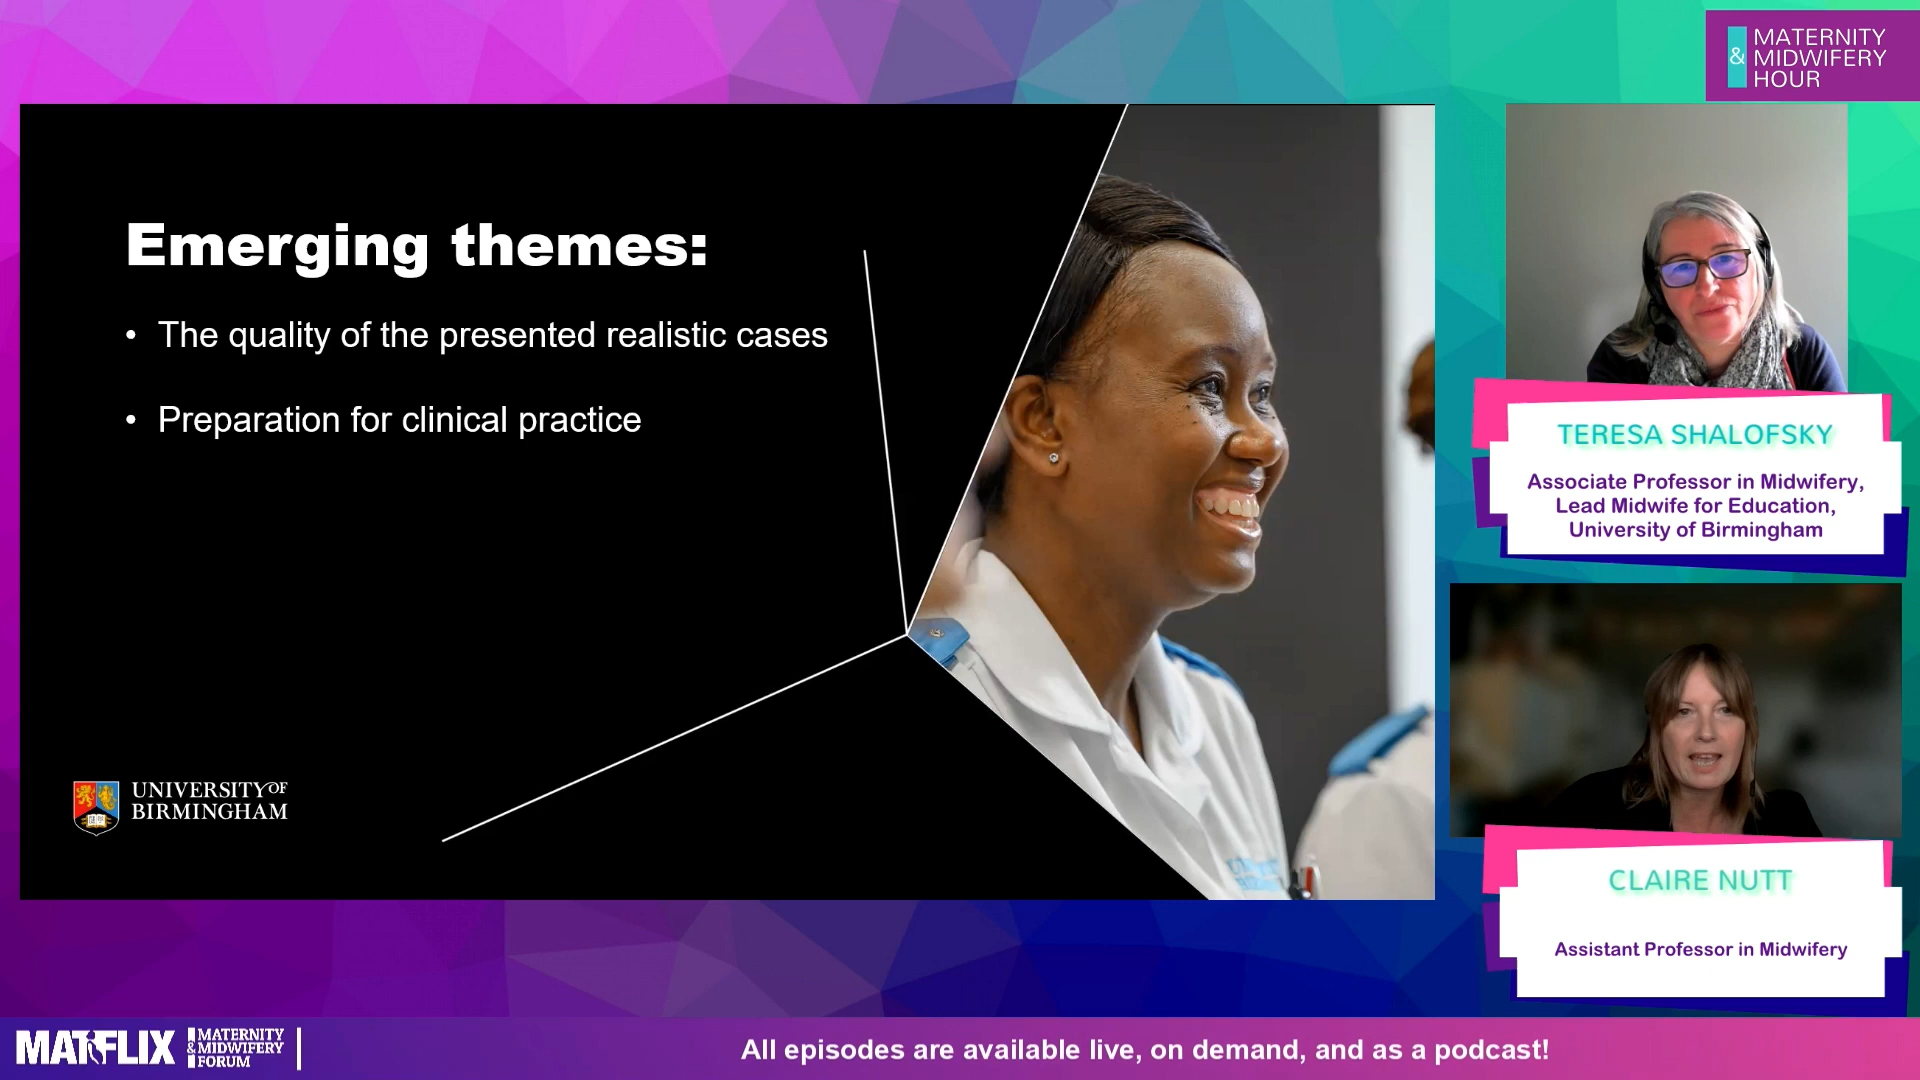 & MATERNITY
MIDWIFERY
HOUR
Emerging themes:
• The quality of the presented realistic cases
• Preparation for clinical practice
UNIVERSITY OF
BIRMINGHAM
TERESA SHALOFSKY
Associate Professor in Midwifery,
Lead Midwife for Education,
University of Birmingham
CLAIRE NUTT
Assistant Professor in Midwifery
MATFLIX
MATERNITY
& MIDWIFERY
FORUM
All episodes are available live, on demand, and as a podcast!